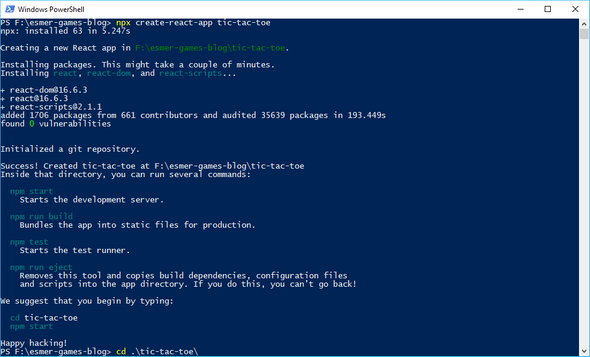 Windows PowerShell
PS F:\esmer-games-blog> npx create-react-app tic-tac-toe
npx: installed 63 in 5.247s
Creating a new React app in F:\esmer-games-blog\tic-tac-toe.
Installing packages. This might take a couple of minutes.
Installing react, react-dom, and react-scripts...
+ react-dom@16.6.3
+ react@16.6.3
+ react-scripts@2.1.1
added 1706 packages from 661 contributors and audited 35639 packages in 193.449s
found 0 vulnerabilities
Initialized a git repository.
Success! Created tic-tac-toe at F:\esmer-games-blog\tic-tac-toe
Inside that directory, you can run several commands:
npm start
Starts the development server.
npm run build
Bundles the app into static files for production.
npm test
Starts the test runner.
npm run eject
Removes this tool and copies build dependencies, configuration files
and scripts into the app directory. If you do this, you can't go back!
We suggest that you begin by typing:
cd tic-tac-toe
npm start
Happy hacking!
PS F:\esmer-games-blog> cd .\tic-tac-toe\